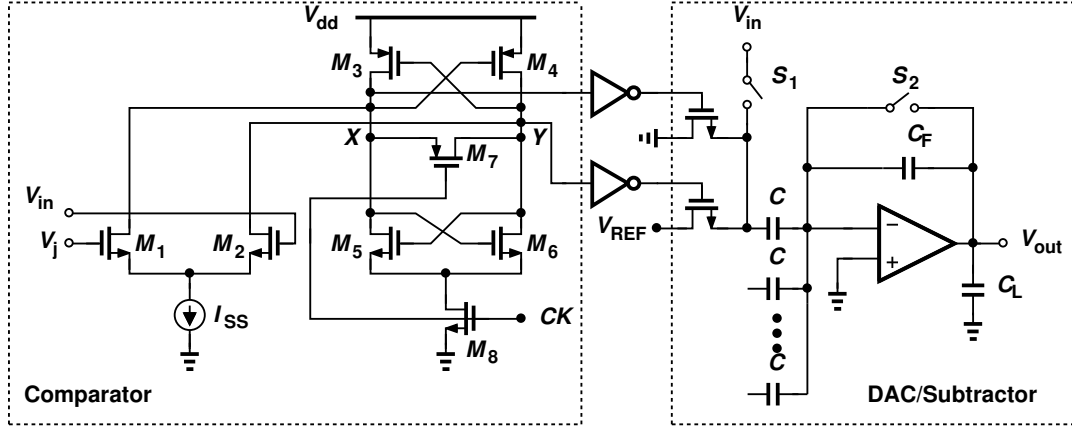 Vdd
Vin
M3
M4
S1
S2
X
Y
CF
M7
Vin
Vj
M1
M2
M5
M6
VREF
C
−
+
Vout
C
CL
ISS
CK
M8
C
Comparator
DAC/Subtractor